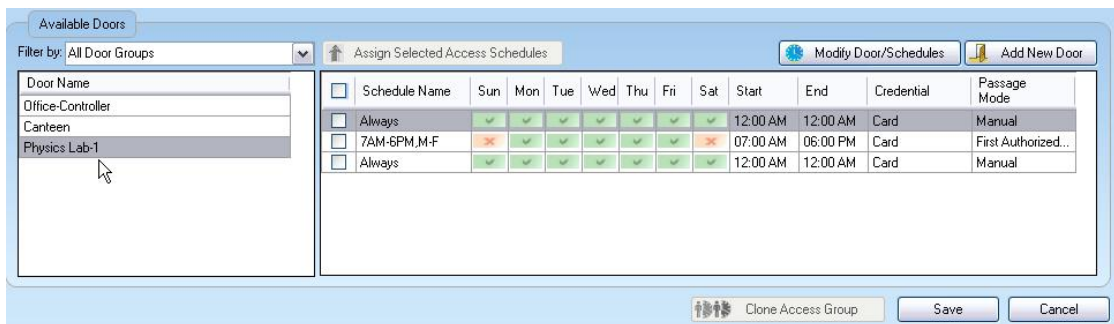 Available Doors
Filter by: All Door Groups Assign Selected Access Schedules Modify Door/Schedules Add New Door
Door Name
Office-Controller
Canteen
Physics Lab-1
Schedule Name Sun Mon Tue Wed Thu Fri Sat Start End Credential Passage Mode
Always 12:00 AM 12:00 AM Card Manual
7AM-6PM,M-F 07:00 AM 06:00 PM Card First Authorized...
Always 12:00 AM 12:00 AM Card Manual
Clone Access Group Save Cancel